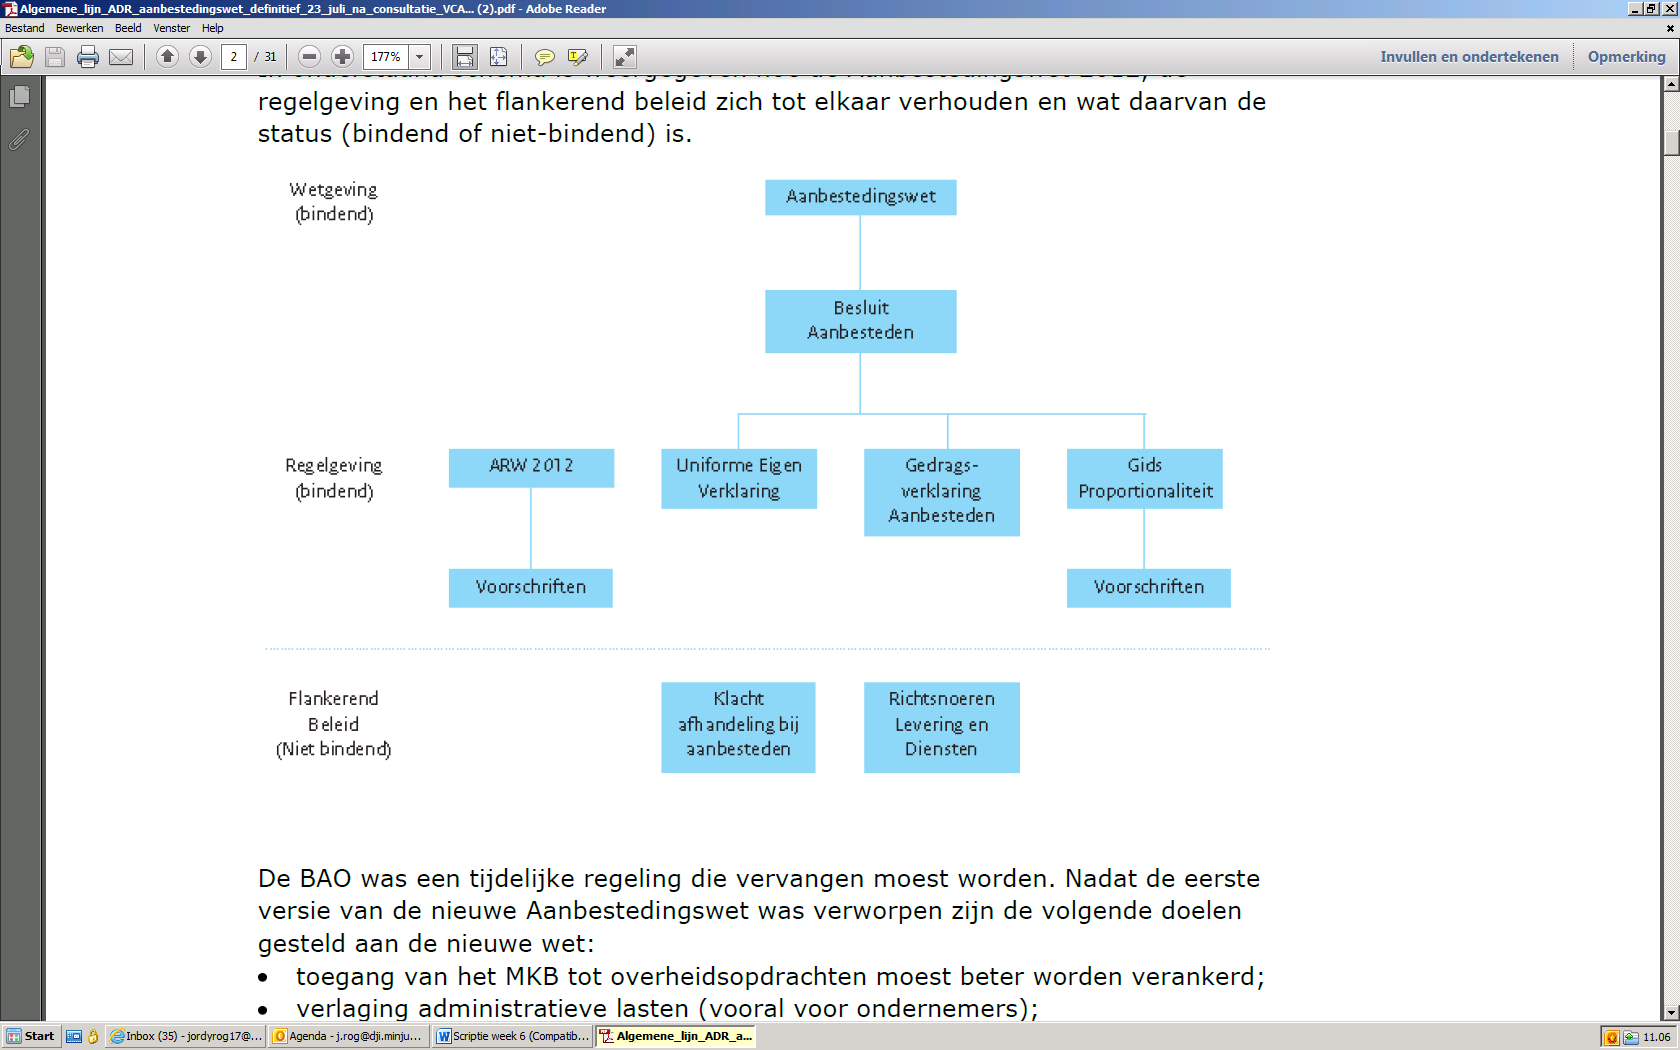 Algemene_lijn_ADR_aanbestedingswet_definitief_23_juli_na_consultatie_VCA... (2).pdf - Adobe Reader
Bestand Bewerken Beeld Venster Help
2 / 31 177% Invullen en ondertekenen Opmerking
regelgeving en het flankerend beleid zich tot elkaar verhouden en wat daarvan de
status (bindend of niet-bindend) is.
Wetgeving
(bindend)
Aanbestedingswet
Besluit
Aanbesteden
Regelgeving
(bindend)
ARW 2012
Uniforme Eigen
Verklaring
Gedrags-
verklaring
Aanbesteden
Gids
Proportionaliteit
Voorschriften
Voorschriften
Flankerend
Beleid
(Niet bindend)
Klacht
afhandeling bij
aanbesteden
Richtsnoeren
Levering en
Diensten
De BAO was een tijdelijke regeling die vervangen moest worden. Nadat de eerste
versie van de nieuwe Aanbestedingswet was verworpen zijn de volgende doelen
gesteld aan de nieuwe wet:
• toegang van het MKB tot overheidsopdrachten moest beter worden verankerd;
• verlaging administratieve lasten (vooral voor ondernemers);
Start Inbox (35) - jordyrog17@... Agenda - j.rog@dji.minju... Scriptie week 6 (Compatib... Algemene_lijn_ADR_a... 11.06